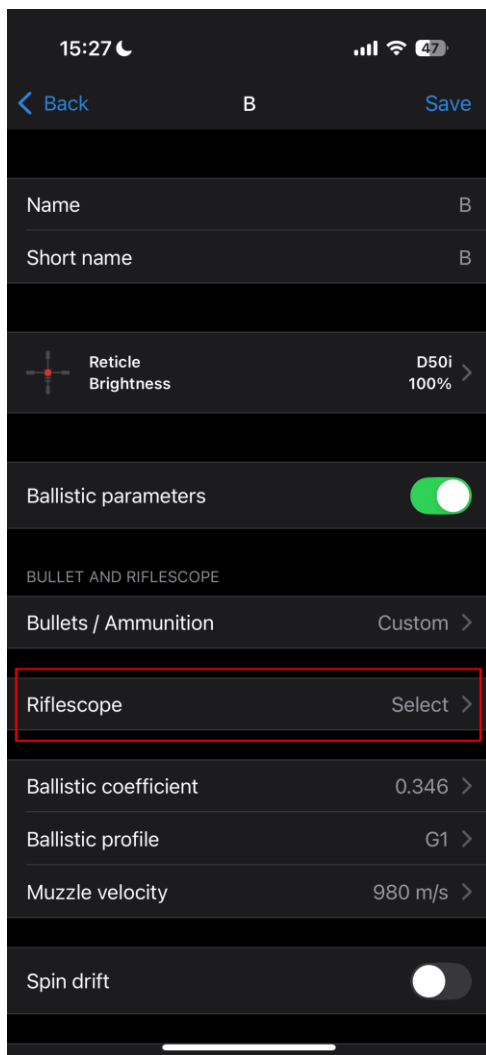 15:27
47
Back B Save
Name B
Short name B
Reticle D50i
Brightness 100%
Ballistic parameters
BULLET AND RIFLESCOPE
Bullets / Ammunition Custom
Riflescope Select
Ballistic coefficient 0.346
Ballistic profile G1
Muzzle velocity 980 m/s
Spin drift